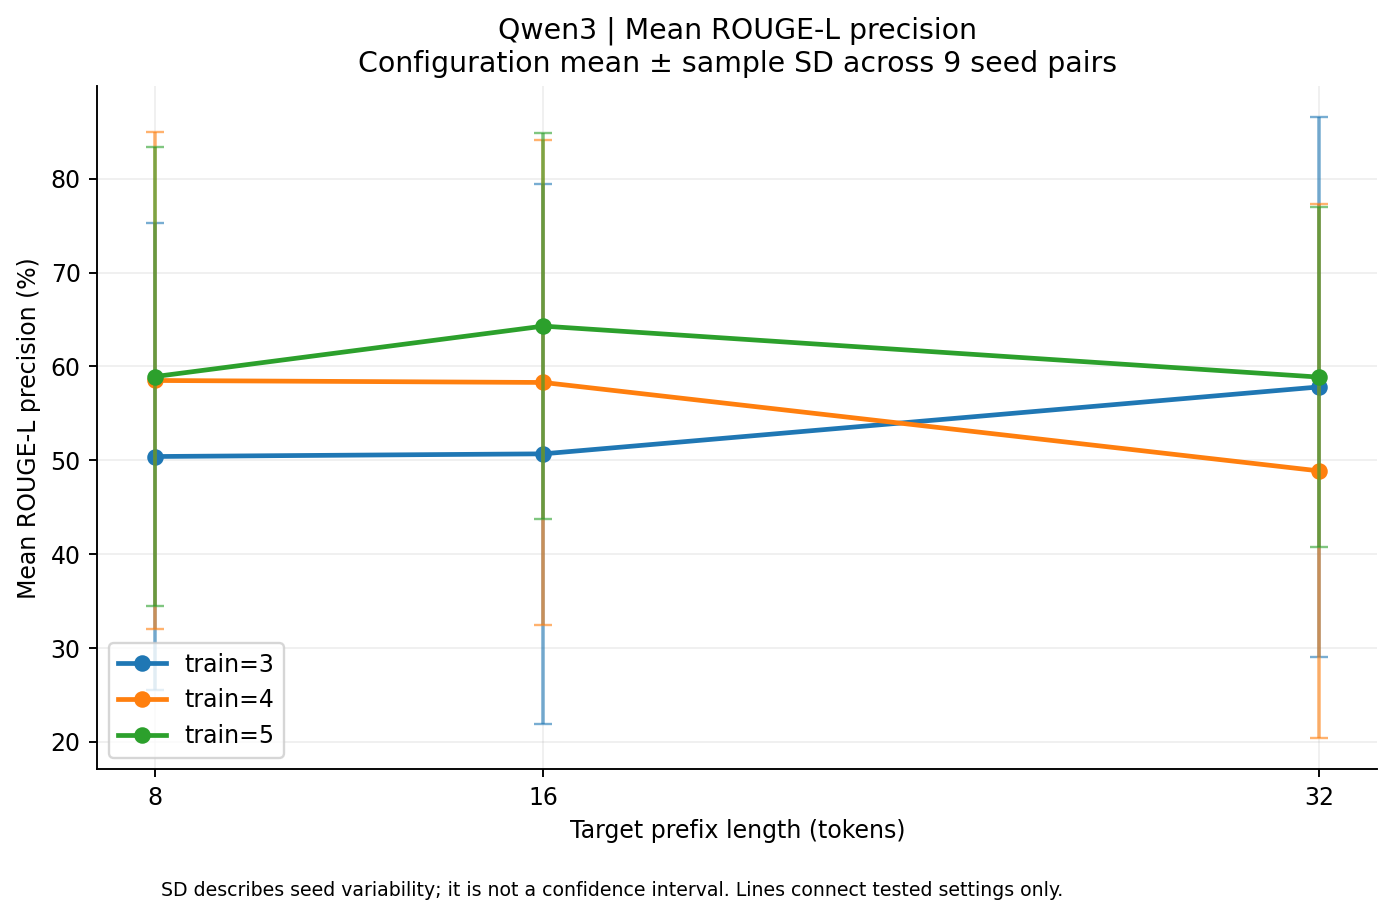 Qwen3 | Mean ROUGE-L precision
Configuration mean ± sample SD across 9 seed pairs
Mean ROUGE-L precision (%)
80
70
60
50
40
30
20
train=3
train=4
train=5
8
16
32
Target prefix length (tokens)
SD describes seed variability; it is not a confidence interval. Lines connect tested settings only.